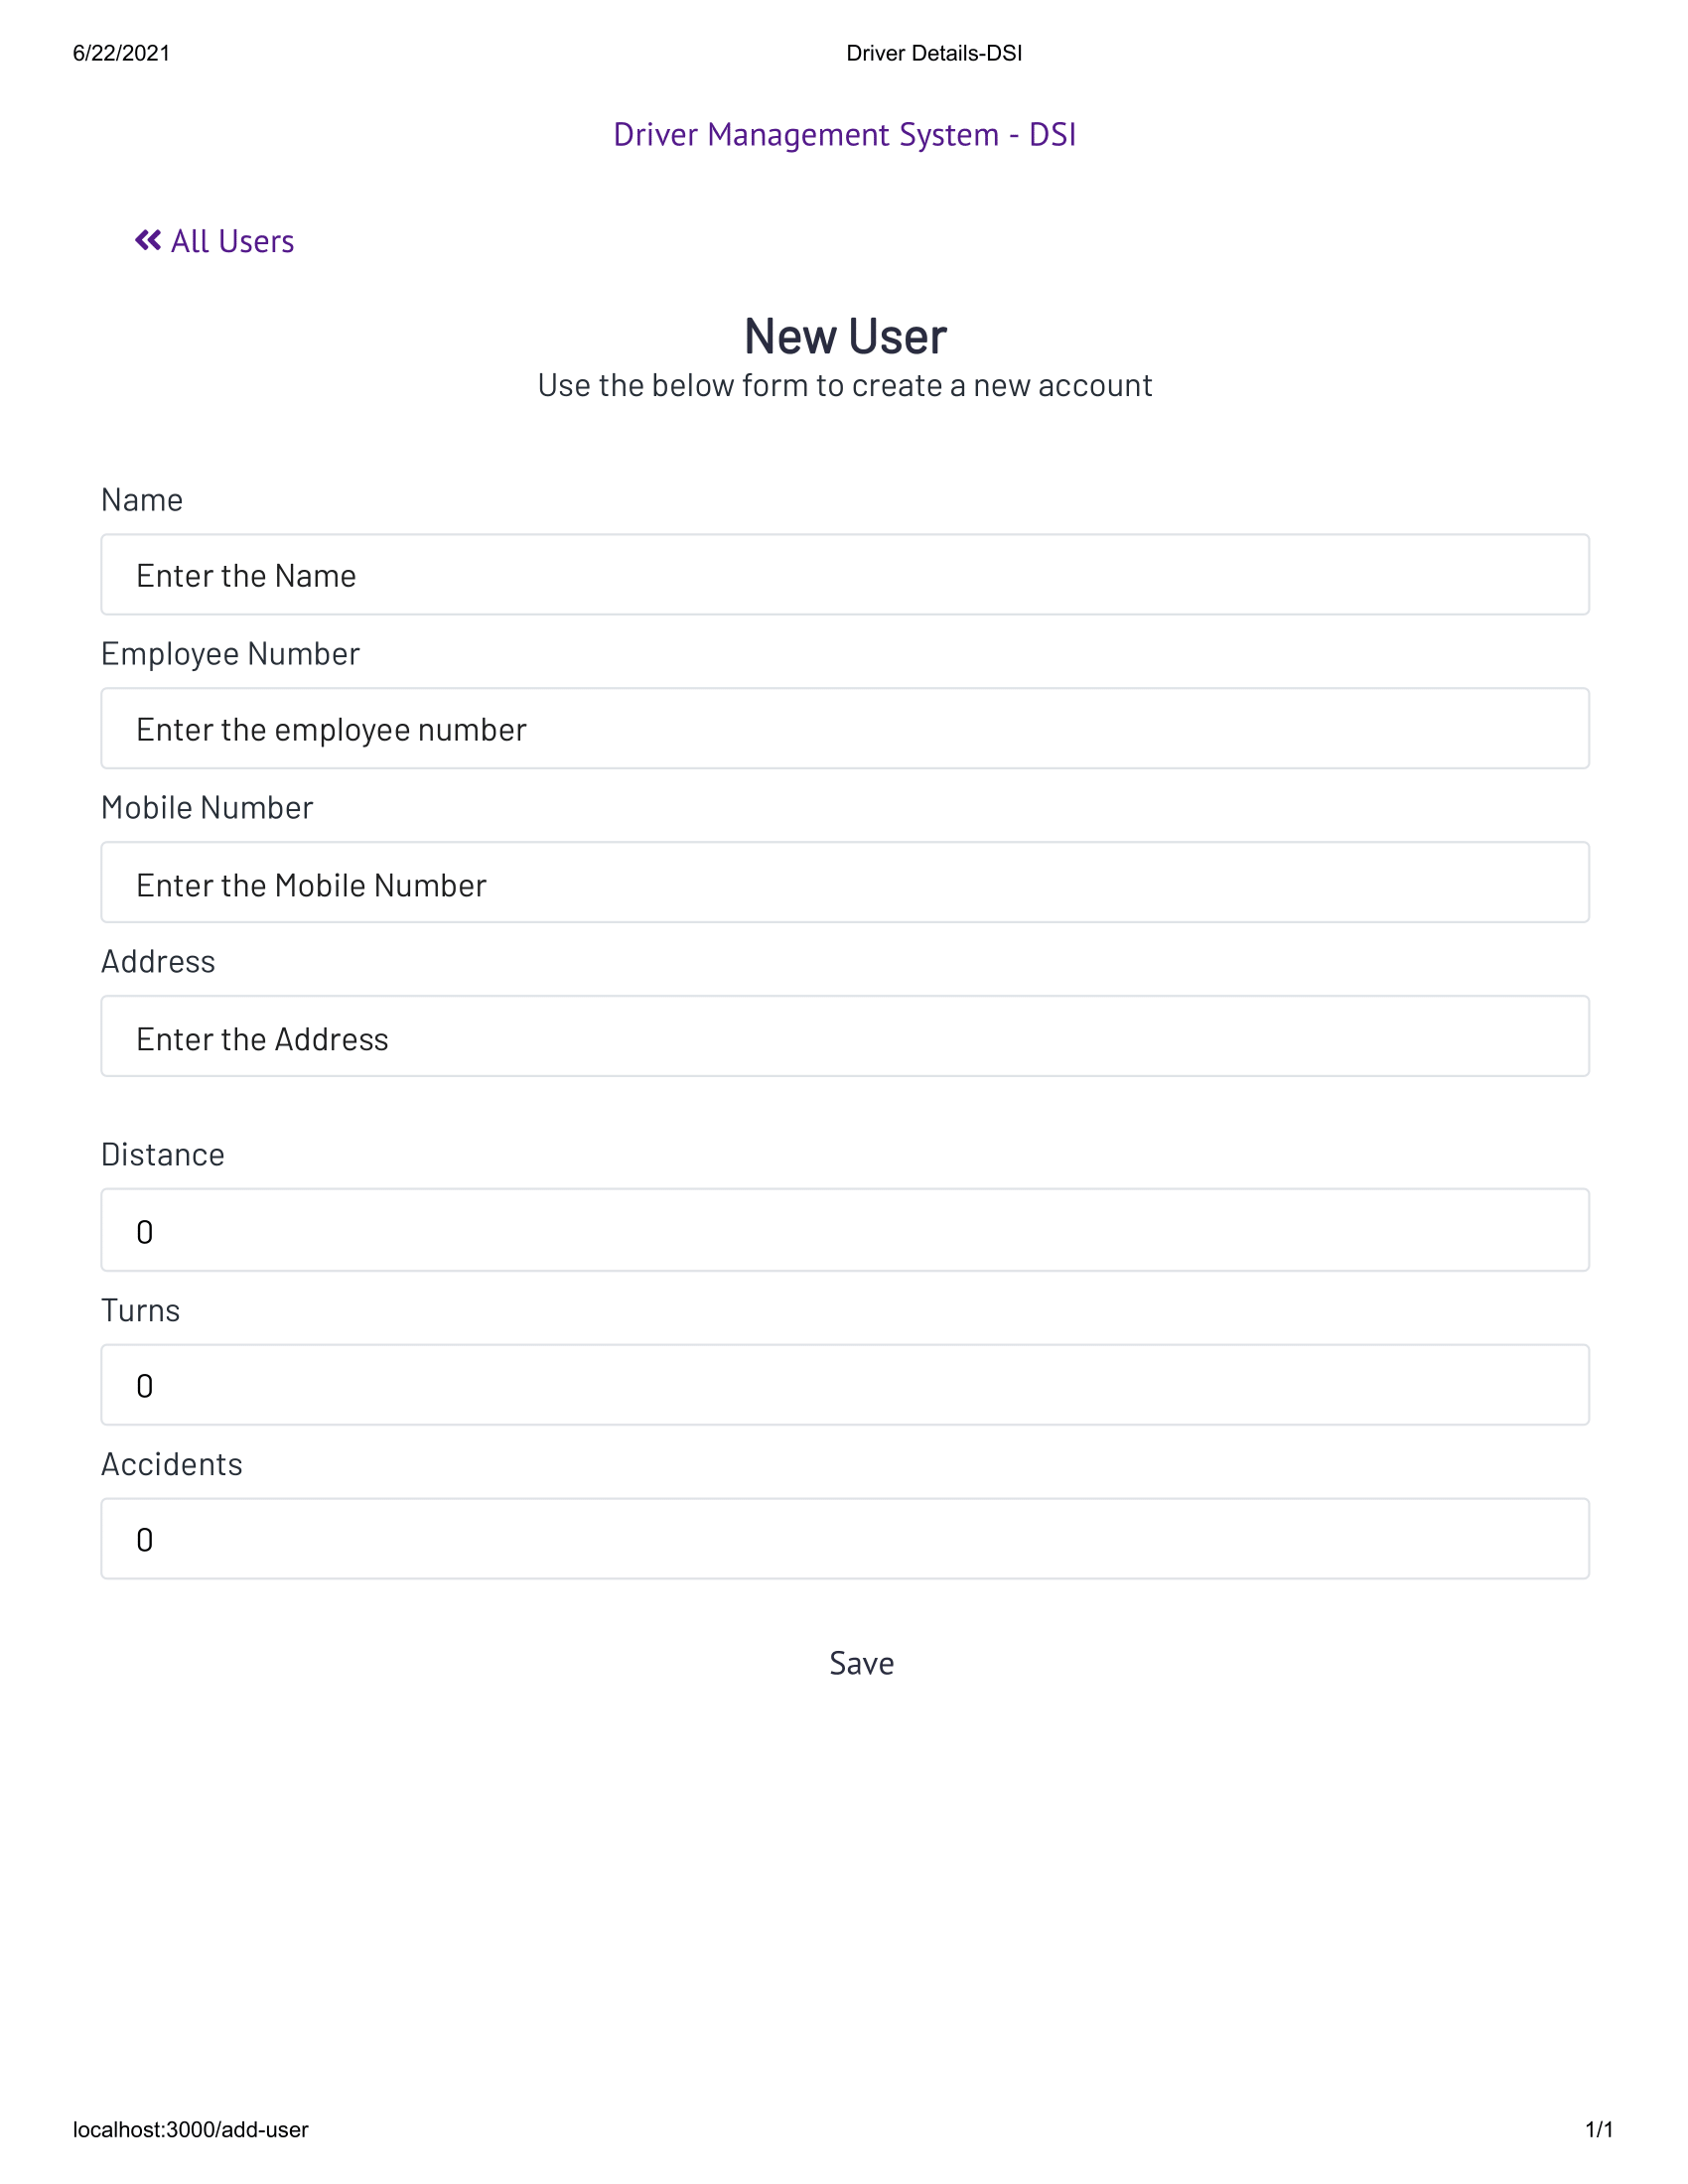 6/22/2021 Driver Details-DSI
Driver Management System - DSI
All Users
New User
Use the below form to create a new account
Name
Enter the Name
Employee Number
Enter the employee number
Mobile Number
Enter the Mobile Number
Address
Enter the Address
Distance
0
Turns
0
Accidents
0
Save
localhost:3000/add-user 1/1